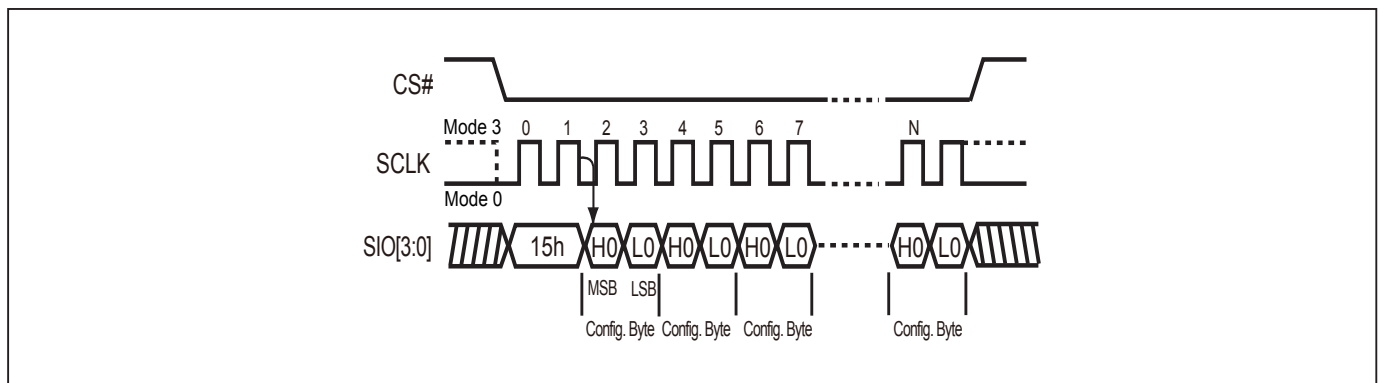 CS#
Mode 3 0 1 2 3 4 5 6 7 N
SCLK
Mode 0
SIO[3:0] 15h H0 L0 H0 L0 H0 L0 H0 L0
MSB LSB
Config. Byte Config. Byte Config. Byte Config. Byte